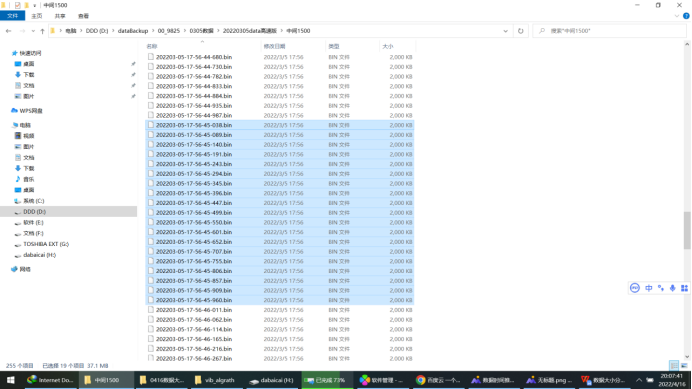 中间1500
文件 主页 共享 查看
电脑 > DDD (D:) > dataBackup > 00_9825 > 0305数据 > 20220305data高速版 > 中间1500
搜索"中间1500"
名称 修改日期 类型 大小
快速访问
桌面
下载
文档
图片
WPS网盘
电脑
视频
图片
文档
下载
音乐
桌面
系统 (C:)
DDD (D:)
软件 (E:)
文档 (F:)
TOSHIBA EXT (G:)
dabaicai (H:)
网络
202203-05-17-56-44-680.bin 2022/3/5 17:56 BIN 文件 2,000 KB
202203-05-17-56-44-730.bin 2022/3/5 17:56 BIN 文件 2,000 KB
202203-05-17-56-44-782.bin 2022/3/5 17:56 BIN 文件 2,000 KB
202203-05-17-56-44-833.bin 2022/3/5 17:56 BIN 文件 2,000 KB
202203-05-17-56-44-884.bin 2022/3/5 17:56 BIN 文件 2,000 KB
202203-05-17-56-44-935.bin 2022/3/5 17:56 BIN 文件 2,000 KB
202203-05-17-56-44-987.bin 2022/3/5 17:56 BIN 文件 2,000 KB
202203-05-17-56-45-038.bin 2022/3/5 17:56 BIN 文件 2,000 KB
202203-05-17-56-45-089.bin 2022/3/5 17:56 BIN 文件 2,000 KB
202203-05-17-56-45-140.bin 2022/3/5 17:56 BIN 文件 2,000 KB
202203-05-17-56-45-191.bin 2022/3/5 17:56 BIN 文件 2,000 KB
202203-05-17-56-45-243.bin 2022/3/5 17:56 BIN 文件 2,000 KB
202203-05-17-56-45-294.bin 2022/3/5 17:56 BIN 文件 2,000 KB
202203-05-17-56-45-345.bin 2022/3/5 17:56 BIN 文件 2,000 KB
202203-05-17-56-45-396.bin 2022/3/5 17:56 BIN 文件 2,000 KB
202203-05-17-56-45-447.bin 2022/3/5 17:56 BIN 文件 2,000 KB
202203-05-17-56-45-499.bin 2022/3/5 17:56 BIN 文件 2,000 KB
202203-05-17-56-45-550.bin 2022/3/5 17:56 BIN 文件 2,000 KB
202203-05-17-56-45-601.bin 2022/3/5 17:56 BIN 文件 2,000 KB
202203-05-17-56-45-652.bin 2022/3/5 17:56 BIN 文件 2,000 KB
202203-05-17-56-45-707.bin 2022/3/5 17:56 BIN 文件 2,000 KB
202203-05-17-56-45-755.bin 2022/3/5 17:56 BIN 文件 2,000 KB
202203-05-17-56-45-806.bin 2022/3/5 17:56 BIN 文件 2,000 KB
202203-05-17-56-45-857.bin 2022/3/5 17:56 BIN 文件 2,000 KB
202203-05-17-56-45-909.bin 2022/3/5 17:56 BIN 文件 2,000 KB
202203-05-17-56-45-960.bin 2022/3/5 17:56 BIN 文件 2,000 KB
202203-05-17-56-46-011.bin 2022/3/5 17:56 BIN 文件 2,000 KB
202203-05-17-56-46-062.bin 2022/3/5 17:56 BIN 文件 2,000 KB
202203-05-17-56-46-114.bin 2022/3/5 17:56 BIN 文件 2,000 KB
202203-05-17-56-46-165.bin 2022/3/5 17:56 BIN 文件 2,000 KB
202203-05-17-56-46-216.bin 2022/3/5 17:56 BIN 文件 2,000 KB
202203-05-17-56-46-267.bin 2022/3/5 17:56 BIN 文件 2,000 KB
中
255 个项目 已选择 19 个项目 37.1 MB
Internet Do... 中间1500 0416数据大... vib_algrath dabaicai (H:) 已完成 73% 软件管理 - ... 百度云 一个... 数据时间算... 无标题.png ... 数据大小分...
20:07:41
2022/4/16